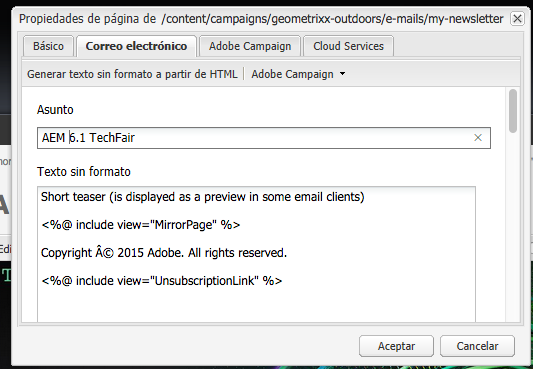 Propiedades de página de /content/campaigns/geometrixx-outdoors/e-mails/my-newsletter
Básico
Correo electrónico
Adobe Campaign
Cloud Services
Generar texto sin formato a partir de HTML
Adobe Campaign
Asunto
AEM 6.1 TechFair
Texto sin formato
Short teaser (is displayed as a preview in some email clients)
<%@ include view="MirrorPage" %>
Copyright Â© 2015 Adobe. All rights reserved.
<%@ include view="UnsubscriptionLink" %>
Aceptar
Cancelar